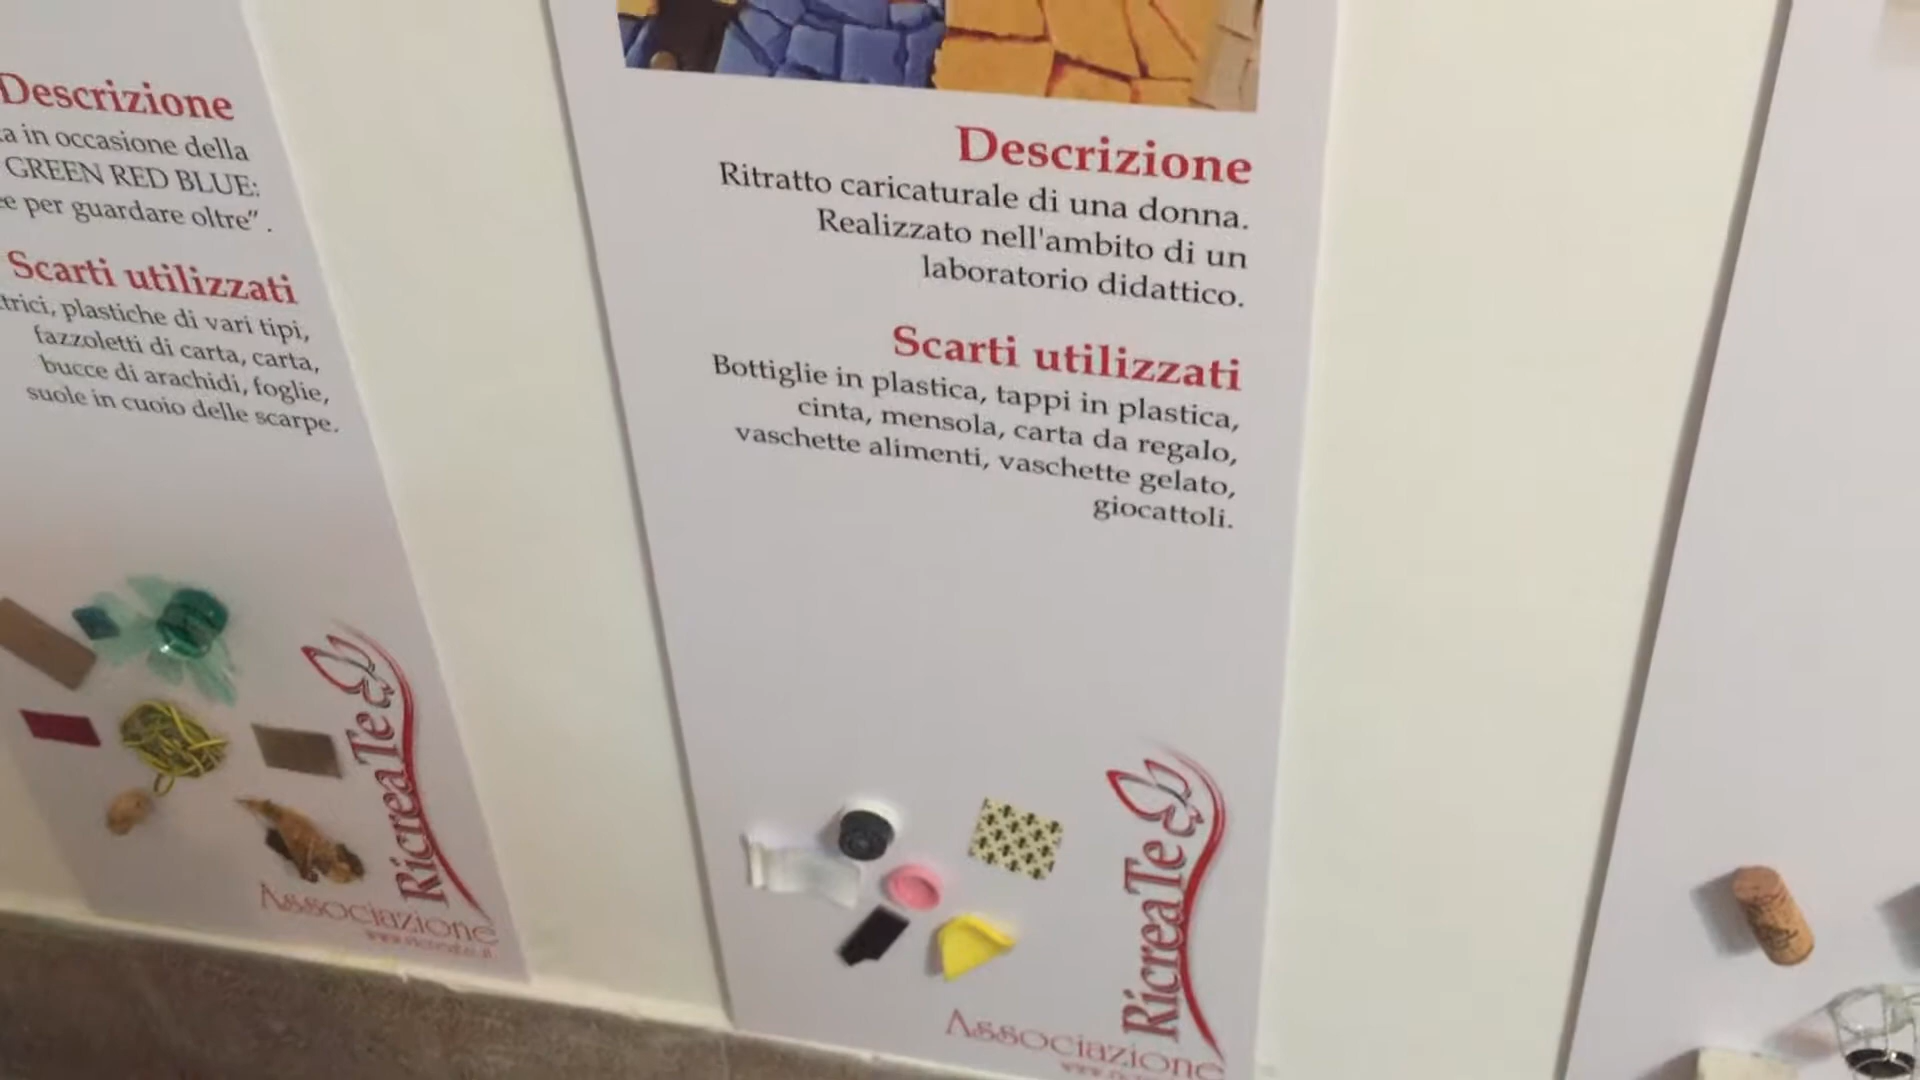 Descrizione
in occasione della
GREEN RED BLUE:
per guardare oltre".
Scarti utilizzati
plastiche di vari tipi,
fazzoletti di carta, carta,
bucce di arachidi, foglie,
suole in cuoio delle scarpe.
RicreaTe
Associazione
Descrizione
Ritratto caricaturale di una donna.
Realizzato nell'ambito di un
laboratorio didattico.
Scarti utilizzati
Bottiglie in plastica, tappi in plastica,
cinta, mensola, carta da regalo,
vaschette alimenti, vaschette gelato,
giocattoli.
RicreaTe
Associazione